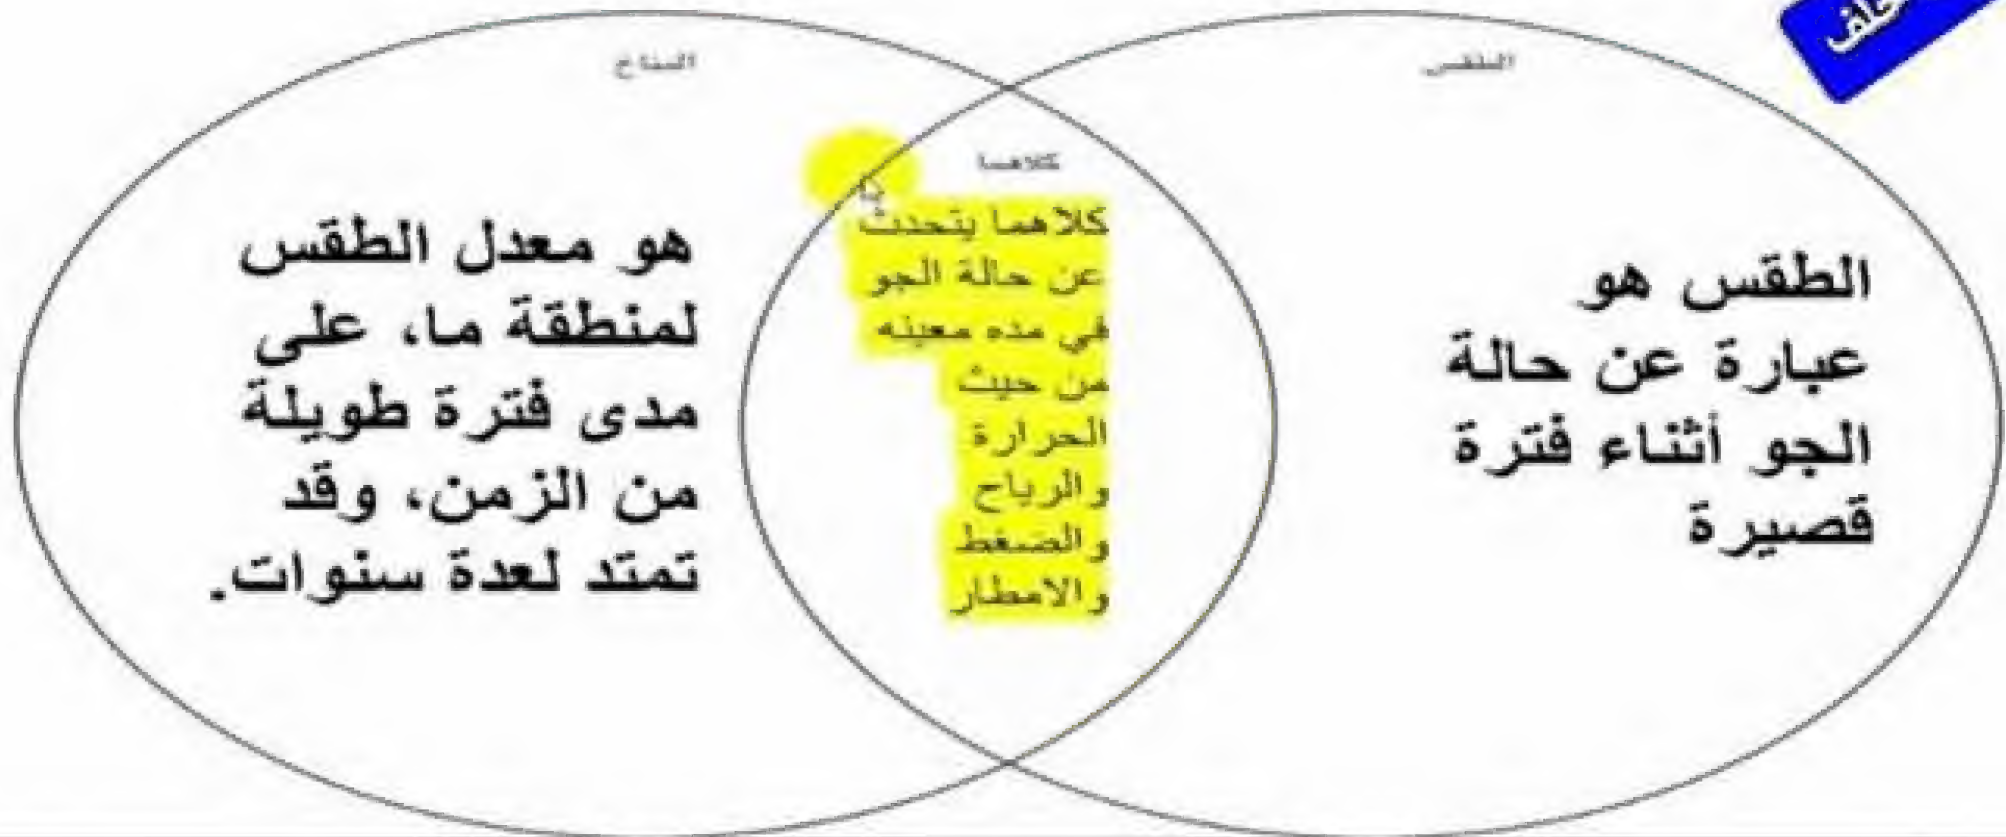 الطقس
المناخ
كلاهما
الطقس هو
عبارة عن حالة
الجو أثناء فترة
قصيرة
كلاهما يتحدث
عن حالة الجو
في مده معينه
من حيث
الحرارة
والرياح
والضغط
والامطار
هو معدل الطقس
لمنطقة ما، على
مدى فترة طويلة
من الزمن، وقد
تمتد لعدة سنوات.